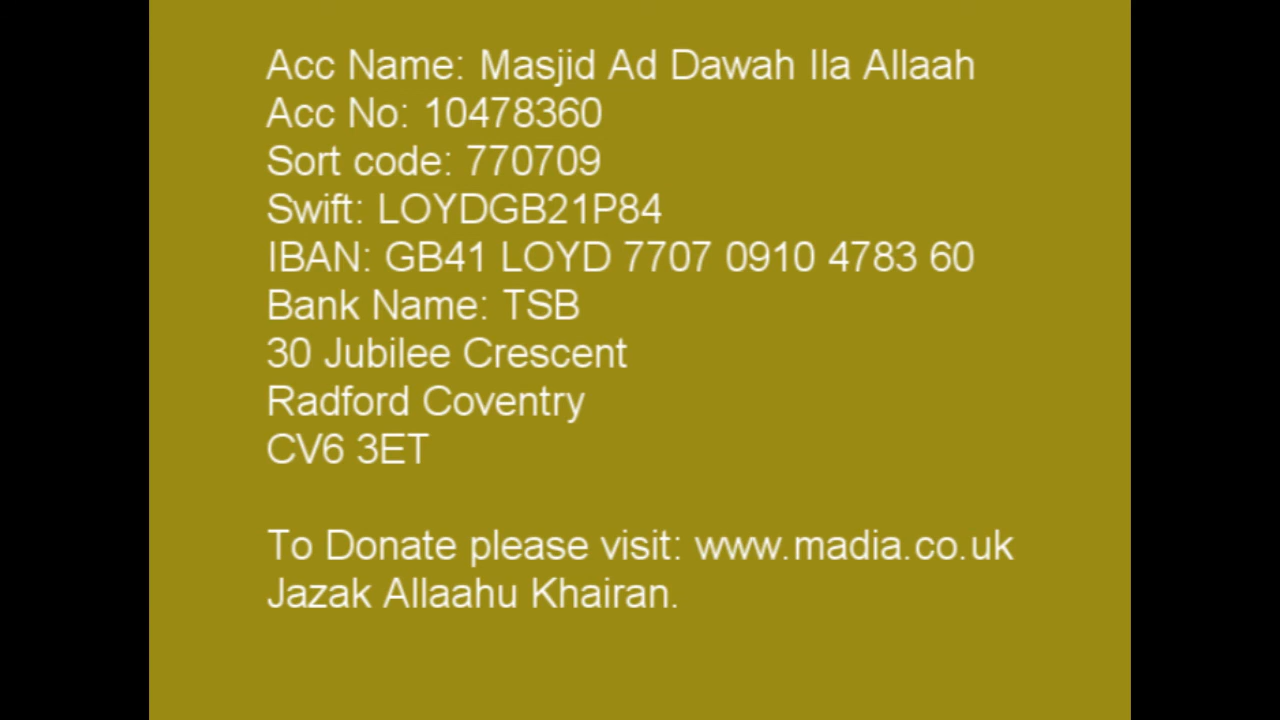 Acc Name: Masjid Ad Dawah Ila Allaah
Acc No: 10478360
Sort code: 770709
Swift: LOYDGB21P84
IBAN: GB41 LOYD 7707 0910 4783 60
Bank Name: TSB
30 Jubilee Crescent
Radford Coventry
CV6 3ET
To Donate please visit: www.madia.co.uk
Jazak Allaahu Khairan.